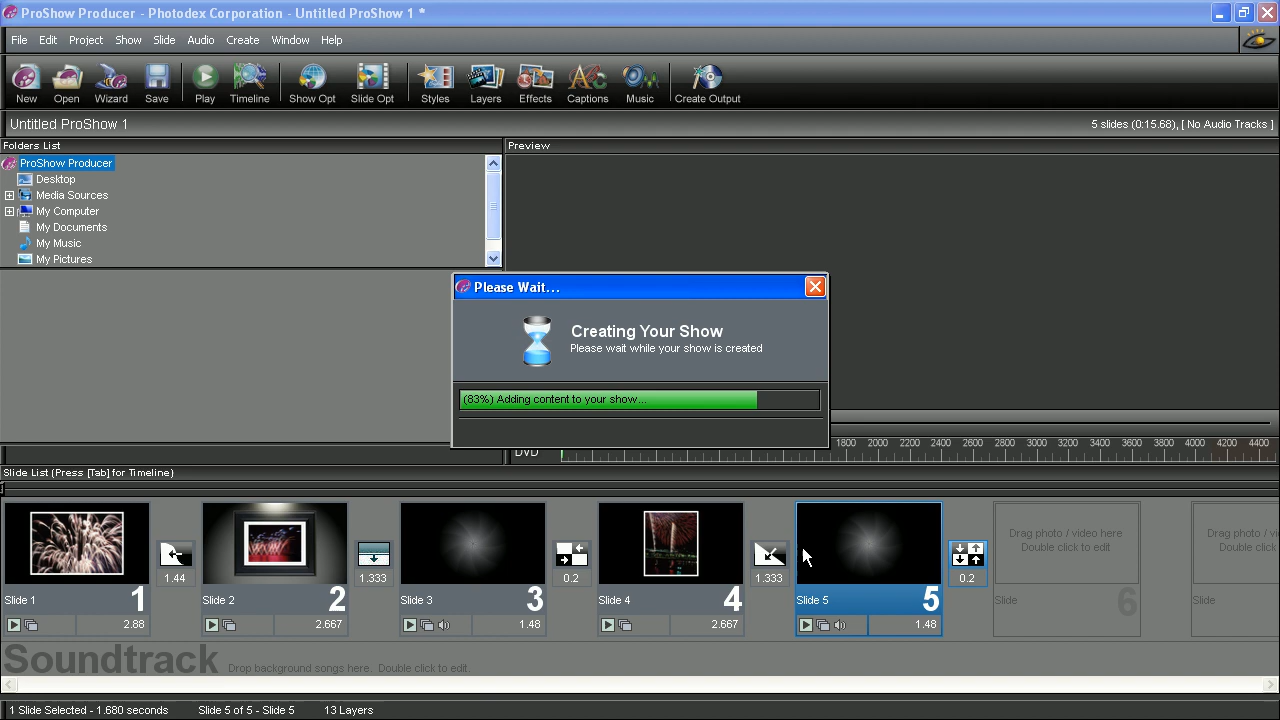 ProShow Producer - Photodex Corporation - Untitled ProShow 1 *
File Edit Project Show Slide Audio Create Window Help
New Open Wizard Save Play Timeline Show Opt Slide Opt Styles Layers Effects Captions Music Create Output
Untitled ProShow 1 5 slides (0:15.68), [ No Audio Tracks ]
Folders List Preview
ProShow Producer
Desktop
Media Sources
My Computer
My Documents
My Music
My Pictures
Please Wait...
Creating Your Show
Please wait while your show is created
(83%) Adding content to your show...
DVD 1800 2000 2200 2400 2600 2800 3000 3200 3400 3600 3800 4000 4200 4400
Slide List (Press [Tab] for Timeline)
Drag photo / video here Drag photo / vi
Double click to edit Double click to
1.44 1.333 0.2 1.333 0.2
Slide 1 1 Slide 2 2 Slide 3 3 Slide 4 4 Slide 5 5 Slide 6 Slide
2.88 2.667 1.48 2.667 1.48
Soundtrack Drop background songs here. Double click to edit.
1 Slide Selected - 1.680 seconds Slide 5 of 5 - Slide 5 13 Layers